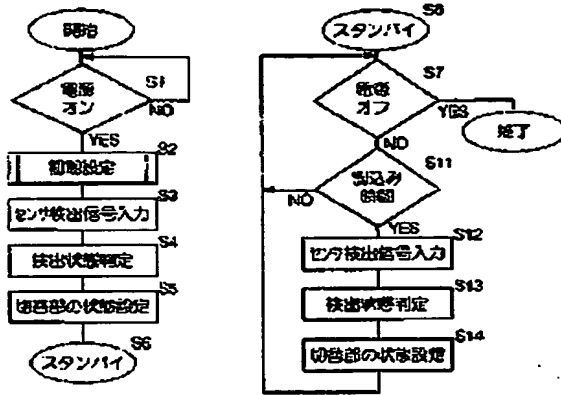 開始
電源
オン
S1
NO
YES
S2
初期設定
S3
センサ検出信号入力
S4
検出状態判定
S5
切替部の状態設定
S6
スタンバイ
S6
スタンバイ
電源
オフ
S7
YES
終了
NO
S11
割込み
時間
NO
YES
S12
センサ検出信号入力
S13
検出状態判定
S14
切替部の状態設定